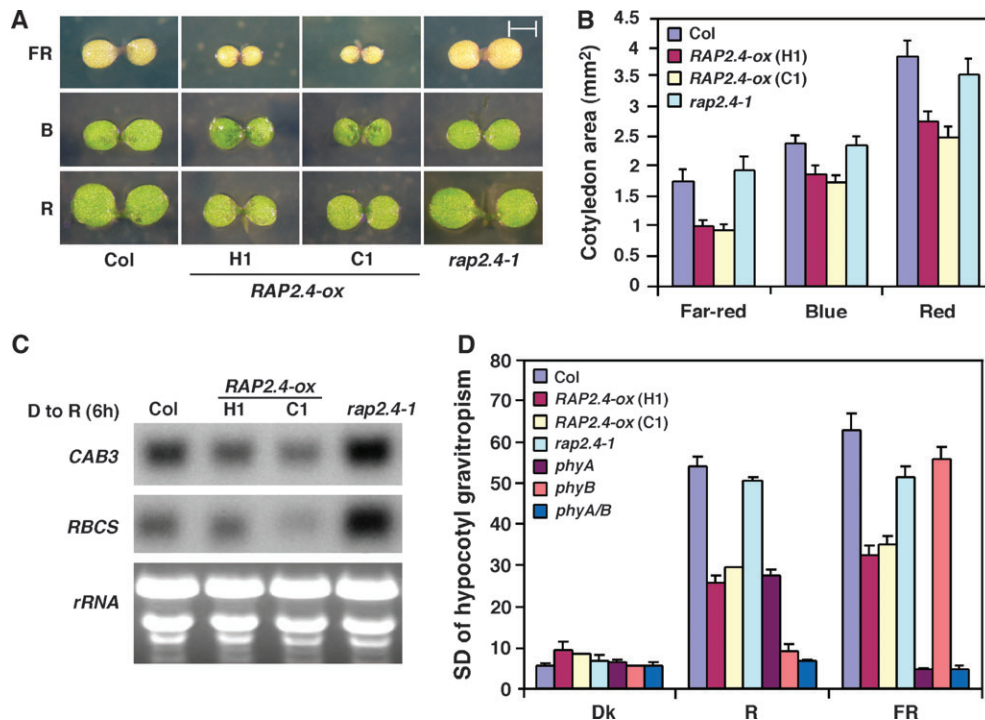 A
FR
B
R
Col
H1
C1
rap2.4-1
RAP2.4-ox
B
Cotyledon area (mm2)
4.5
4
3.5
3
2.5
2
1.5
1
0.5
0
Col
RAP2.4-ox (H1)
RAP2.4-ox (C1)
rap2.4-1
Far-red
Blue
Red
C
RAP2.4-ox
D to R (6h)
Col
H1
C1
rap2.4-1
CAB3
RBCS
rRNA
D
SD of hypocotyl gravitropism
80
70
60
50
40
30
20
10
0
Col
RAP2.4-ox (H1)
RAP2.4-ox (C1)
rap2.4-1
phyA
phyB
phyA/B
Dk
R
FR